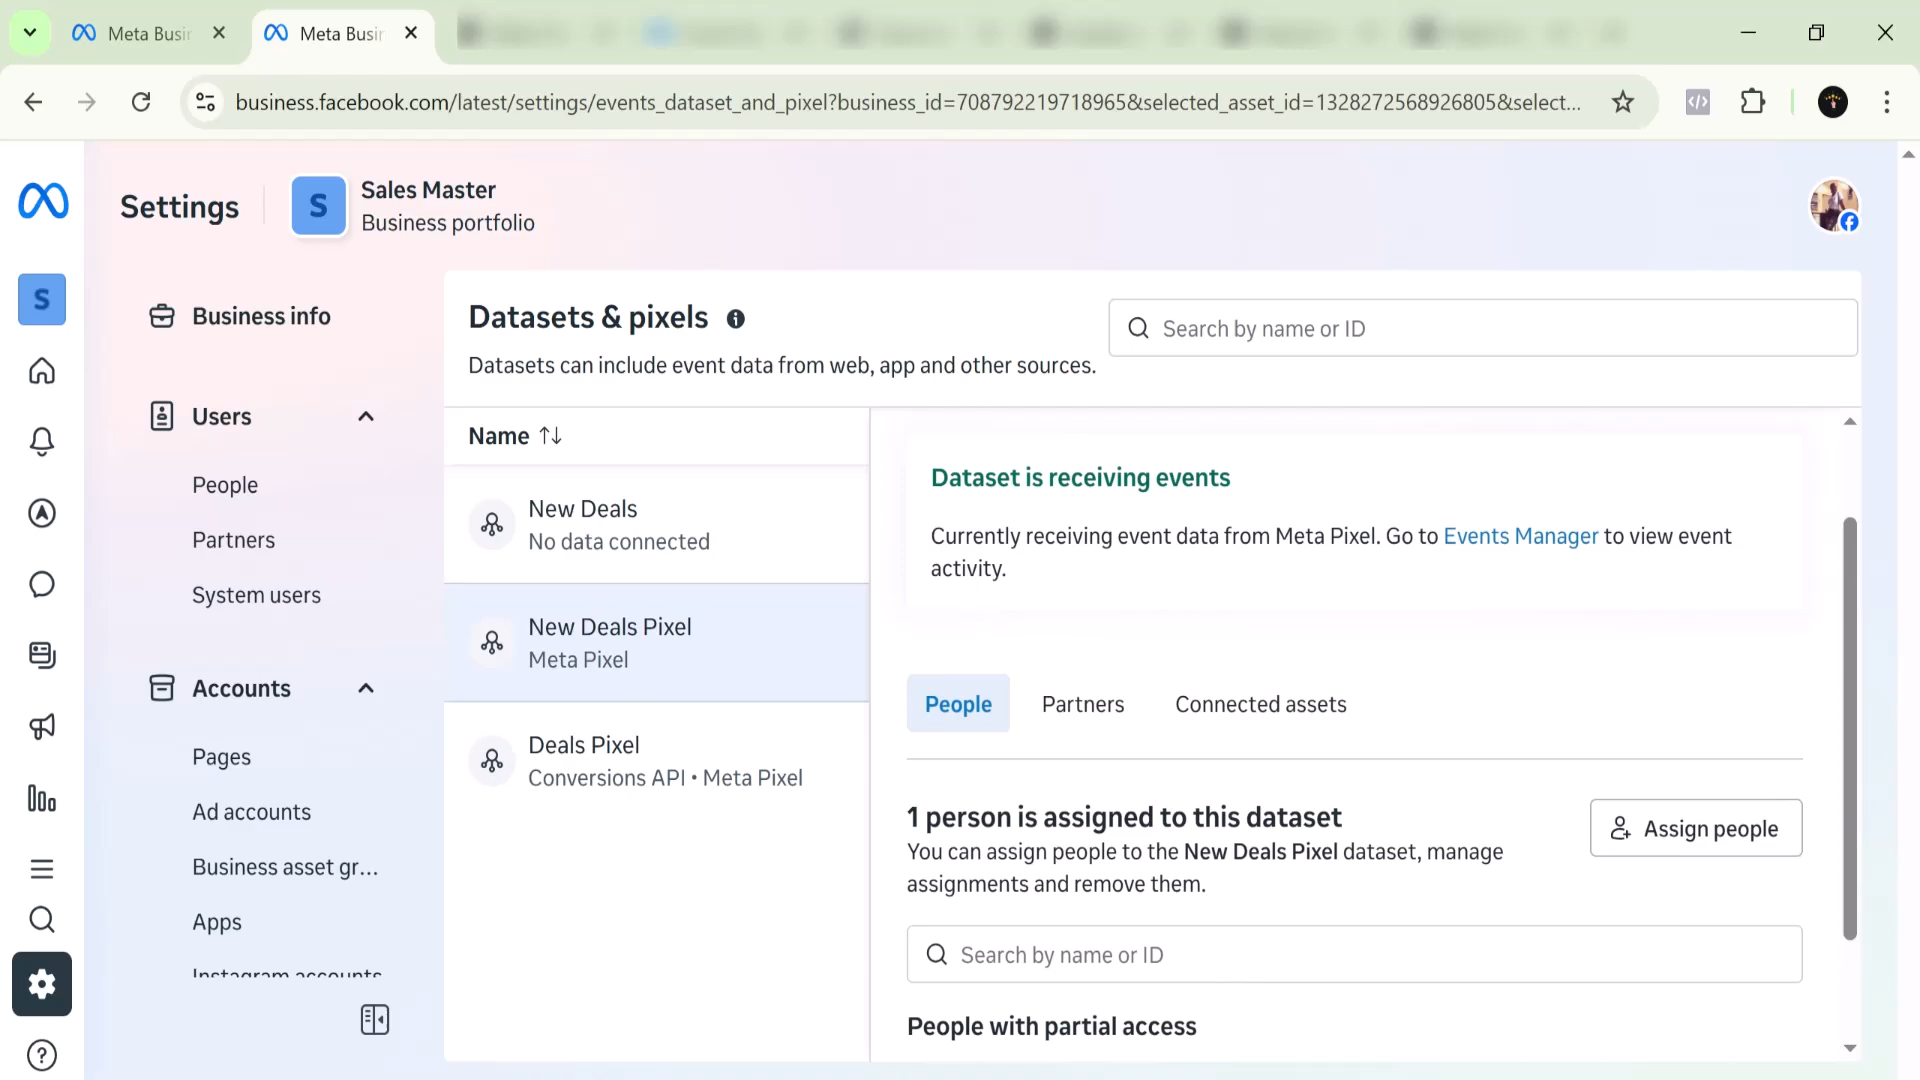 Meta Busin
Meta Busin
business.facebook.com/latest/settings/events_dataset_and_pixel?business_id=708792219718965&selected_asset_id=1328272568926805&select...
Settings
S
Sales Master
Business portfolio
S
Business info
Users
People
Partners
System users
Accounts
Pages
Ad accounts
Business asset gr...
Apps
Instagram accounts
Datasets & pixels
Datasets can include event data from web, app and other sources.
Search by name or ID
Name
New Deals
No data connected
New Deals Pixel
Meta Pixel
Deals Pixel
Conversions API • Meta Pixel
Dataset is receiving events
Currently receiving event data from Meta Pixel. Go to Events Manager to view event
activity.
People
Partners
Connected assets
1 person is assigned to this dataset
You can assign people to the New Deals Pixel dataset, manage
assignments and remove them.
Assign people
Search by name or ID
People with partial access